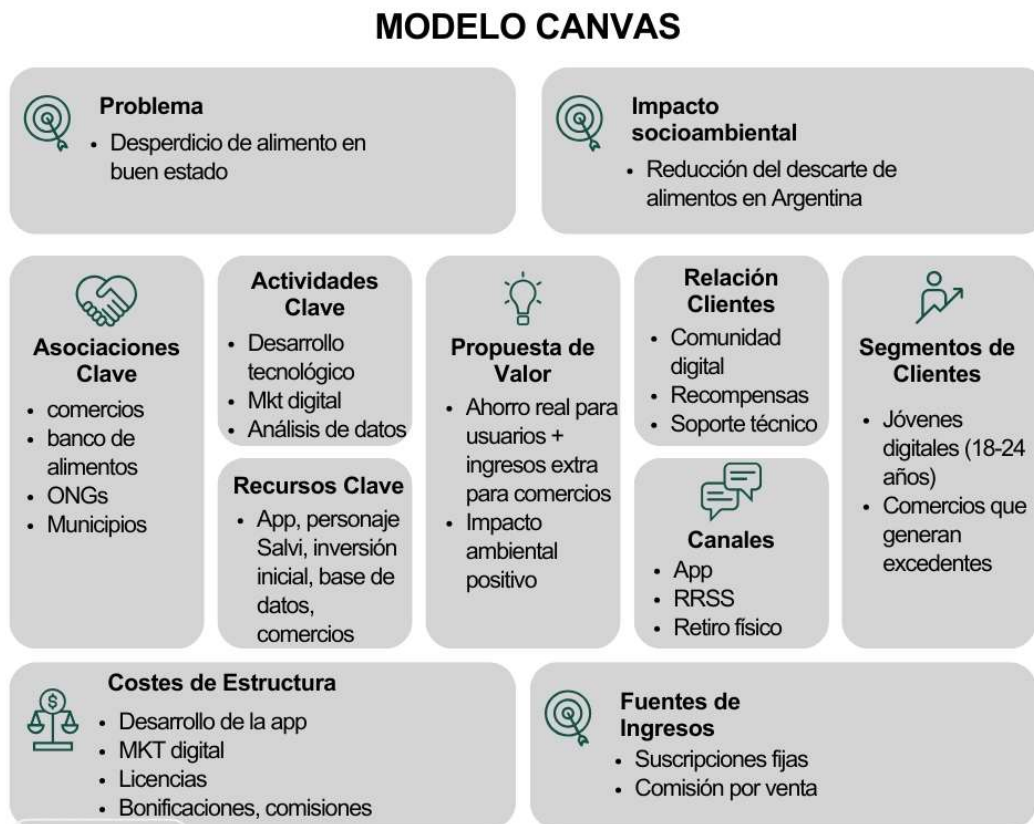 MODELO CANVAS
Problema
• Desperdicio de alimento en
buen estado
Impacto
socioambiental
• Reducción del descarte de
alimentos en Argentina
Asociaciones
Clave
• comercios
• banco de
alimentos
• ONGs
• Municipios
Actividades
Clave
• Desarrollo
tecnológico
• Mkt digital
• Análisis de datos
Recursos Clave
• App, personaje
Salvi, inversión
inicial, base de
datos,
comercios
Propuesta de
Valor
• Ahorro real para
usuarios +
ingresos extra
para comercios
• Impacto
ambiental
positivo
Relación
Clientes
• Comunidad
digital
• Recompensas
• Soporte técnico
Canales
• App
• RRSS
• Retiro físico
Segmentos de
Clientes
• Jóvenes
digitales (18-24
años)
• Comercios que
generan
excedentes
Costes de Estructura
• Desarrollo de la app
• MKT digital
• Licencias
• Bonificaciones, comisiones
Fuentes de
Ingresos
• Suscripciones fijas
• Comisión por venta